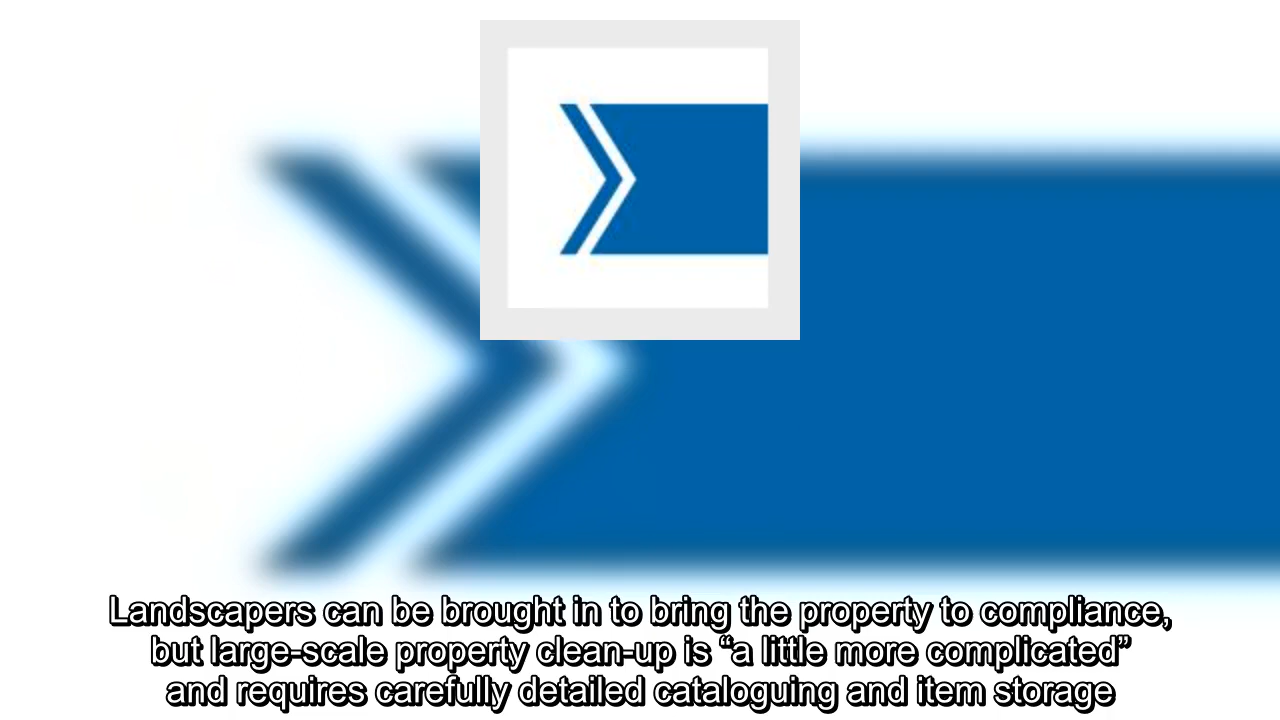 Landscapers can be brought in to bring the property to compliance,
but large-scale property clean-up is “a little more complicated”
and requires carefully detailed cataloguing and item storage